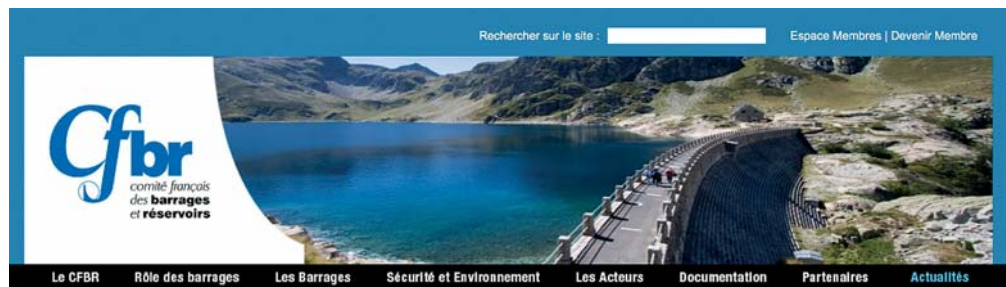 Rechercher sur le site :
Espace Membres | Devenir Membre
Cfbr
comité français
des barrages
et réservoirs
Le CFBR Rôle des barrages Les Barrages Sécurité et Environnement Les Acteurs Documentation Partenaires Actualités